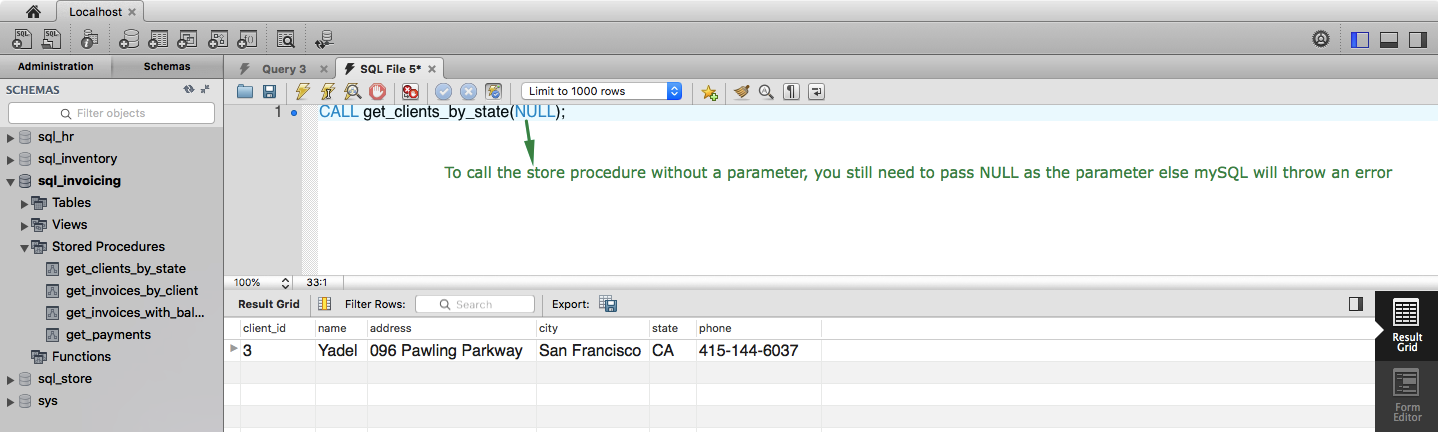 Localhost
SQL SQL
Administration Schemas Query 3 SQL File 5*
SCHEMAS Limit to 1000 rows
Filter objects 1 CALL get_clients_by_state(NULL);
sql_hr
sql_inventory
To call the store procedure without a parameter, you still need to pass NULL as the parameter else mySQL will throw an error
sql_invoicing
Tables
Views
Stored Procedures
get_clients_by_state
100% 33:1
get_invoices_by_client
Result Grid Filter Rows: Search Export:
get_invoices_with_bal...
get_payments
client_id name address city state phone
3 Yadel 096 Pawling Parkway San Francisco CA 415-144-6037
Result
Grid
Functions
sql_store
sys
Form
Editor